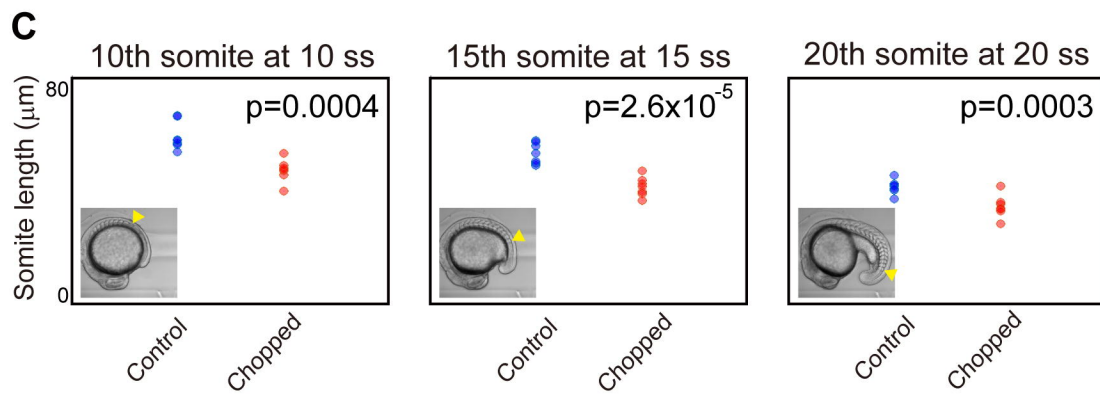 C
10th somite at 10 ss
15th somite at 15 ss
20th somite at 20 ss
Somite length (μm)
80
0
p=0.0004
p=2.6x10-5
p=0.0003
Control
Chopped
Control
Chopped
Control
Chopped